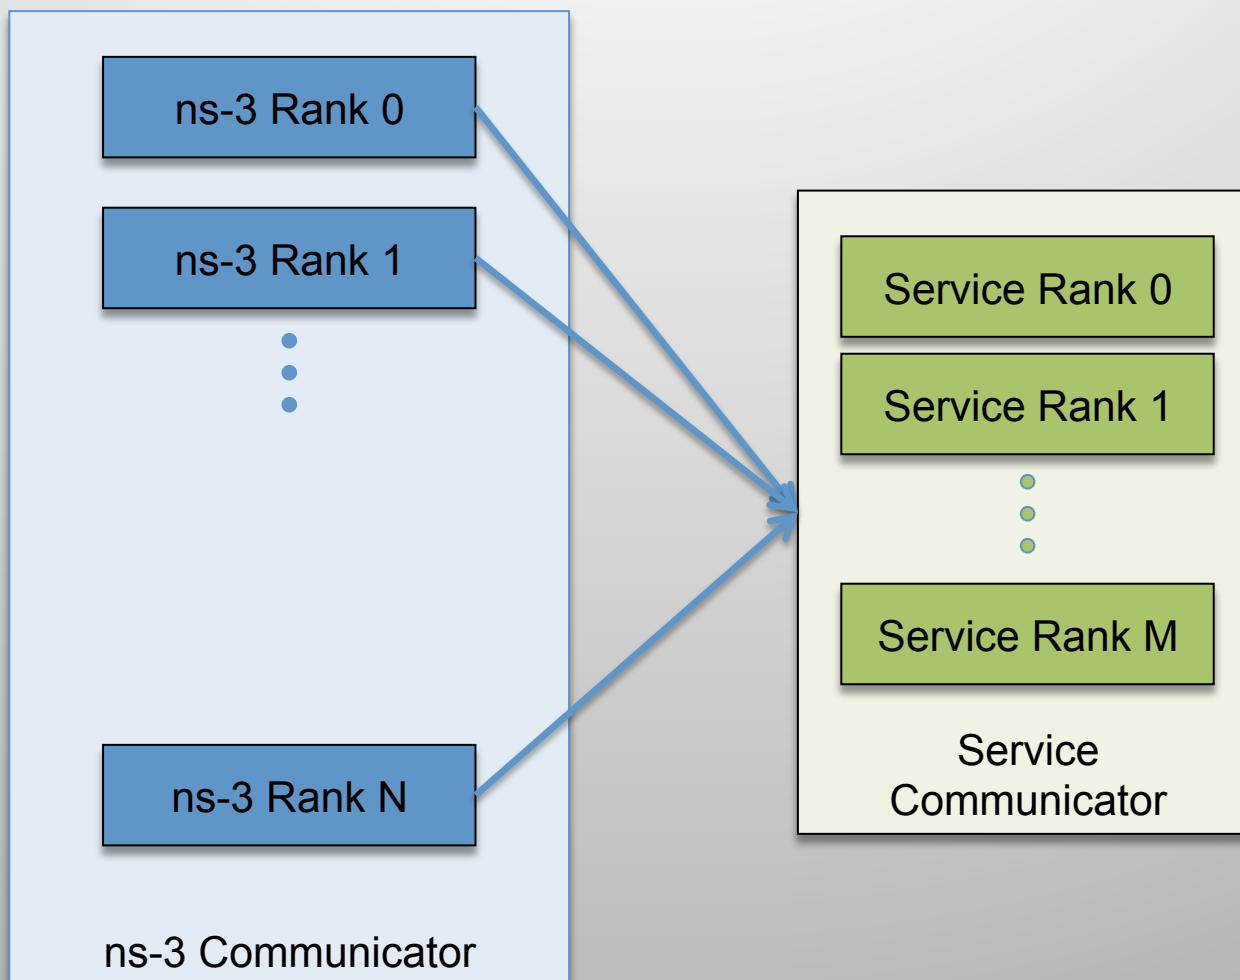 ns-3 Rank 0
ns-3 Rank 1
ns-3 Rank N
ns-3 Communicator
Service Rank 0
Service Rank 1
Service Rank M
Service
Communicator